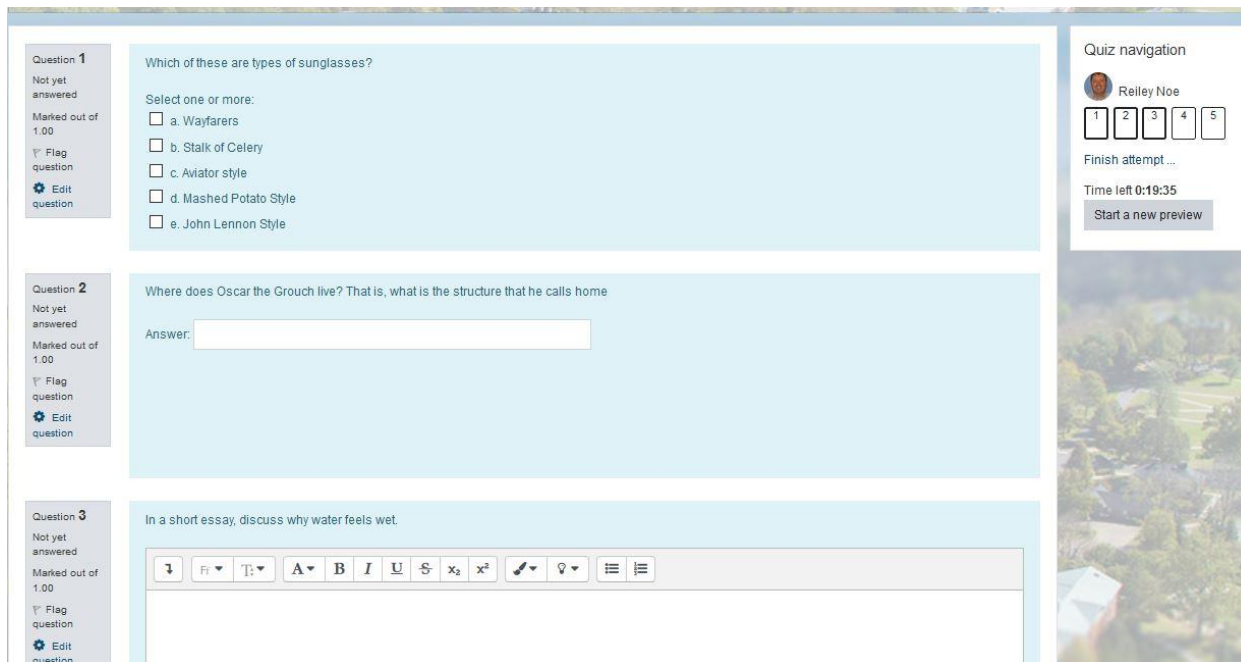 Question 1
Not yet
answered
Marked out of
1.00
Flag
question
Edit
question
Which of these are types of sunglasses?
Select one or more:
a. Wayfarers
b. Stalk of Celery
c. Aviator style
d. Mashed Potato Style
e. John Lennon Style
Question 2
Not yet
answered
Marked out of
1.00
Flag
question
Edit
question
Where does Oscar the Grouch live? That is, what is the structure that he calls home
Answer:
Question 3
Not yet
answered
Marked out of
1.00
Flag
question
Edit
question
In a short essay, discuss why water feels wet.
A B I U S x₂ x²
Quiz navigation
Reiley Noe
1 2 3 4 5
Finish attempt ...
Time left 0:19:35
Start a new preview